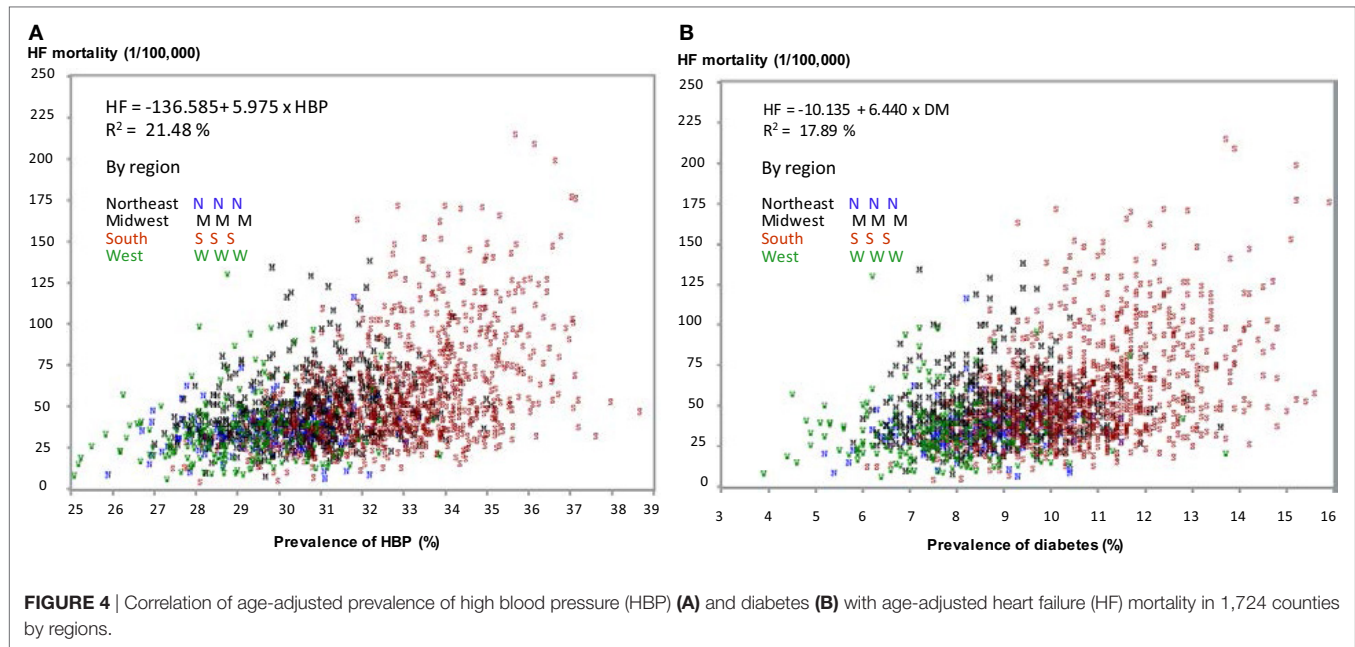 A
HF mortality (1/100,000)
250
225
200
175
150
125
100
75
50
25
0
HF = -136.585+ 5.975 x HBP
R² = 21.48 %
By region
Northeast N N N
Midwest M M M
South S S S
West W W W
25 26 27 28 29 30 31 32 33 34 35 36 37 38 39
Prevalence of HBP (%)
B
HF mortality (1/100,000)
250
225
200
175
150
125
100
75
50
25
0
HF = -10.135 + 6.440 x DM
R² = 17.89 %
By region
Northeast N N N
Midwest M M M
South S S S
West W W W
3 4 5 6 7 8 9 10 11 12 13 14 15 16
Prevalence of diabetes (%)
FIGURE 4 | Correlation of age-adjusted prevalence of high blood pressure (HBP) (A) and diabetes (B) with age-adjusted heart failure (HF) mortality in 1,724 counties
by regions.